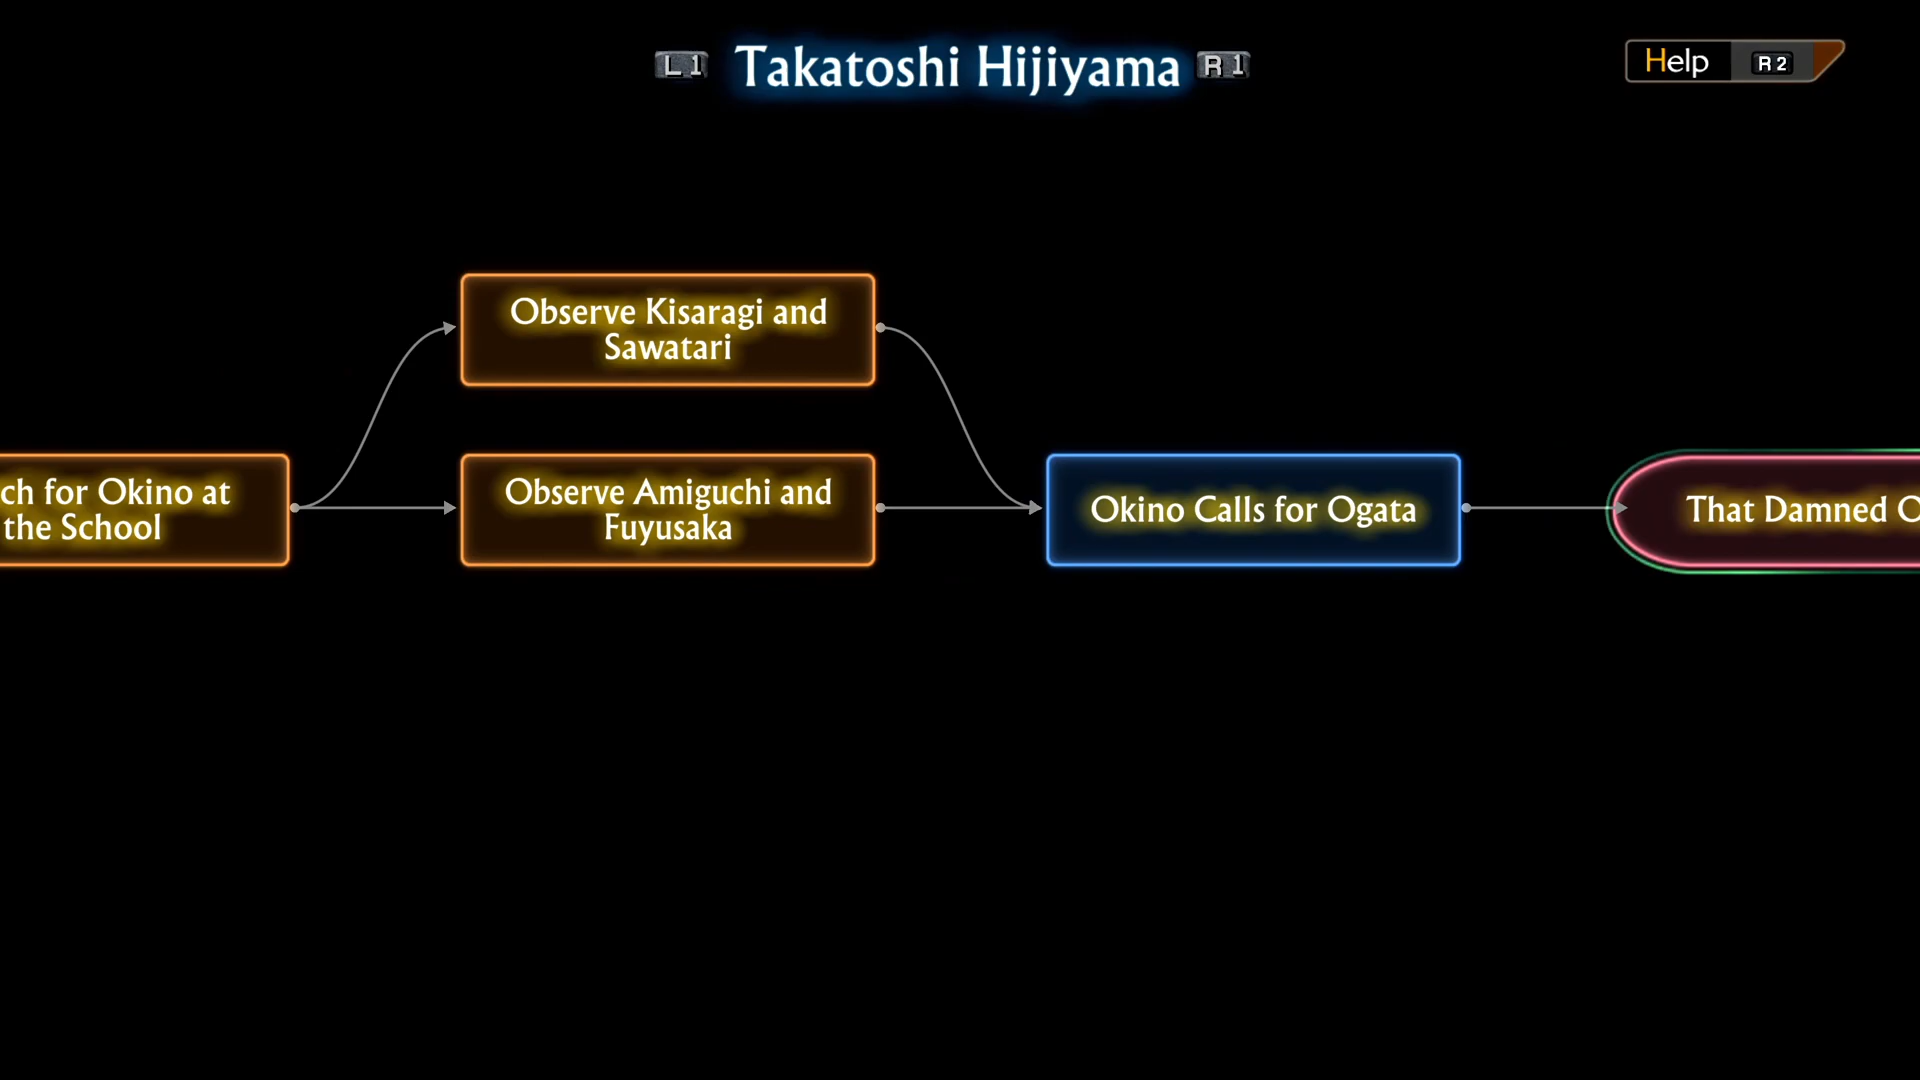 L1 Takatoshi Hijiyama R1
Help R2
Observe Kisaragi and
Sawatari
ch for Okino at
the School
Observe Amiguchi and
Fuyusaka
Okino Calls for Ogata
That Damned O